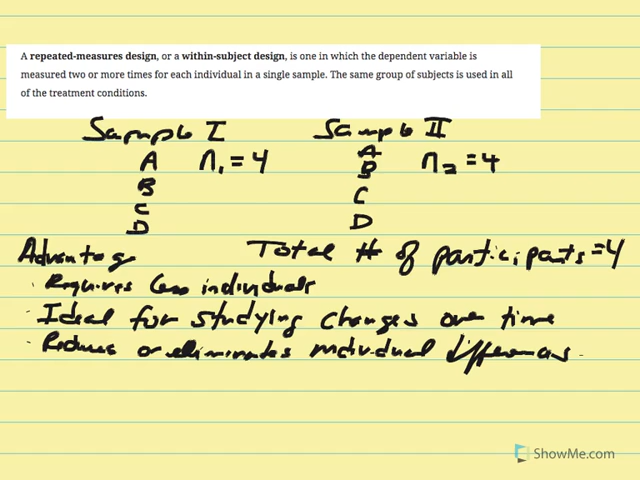 A repeated-measures design, or a within-subject design, is one in which the dependent variable is
measured two or more times for each individual in a single sample. The same group of subjects is used in all
of the treatment conditions.
Sample I Sample II
A n₁ = 4 A n₂ = 4
B B
C C
D D
Advantage Total # of participants = 4
· Requires less individuals
· Ideal for studying changes over time
· Reduces or eliminates individual differences
ShowMe.com